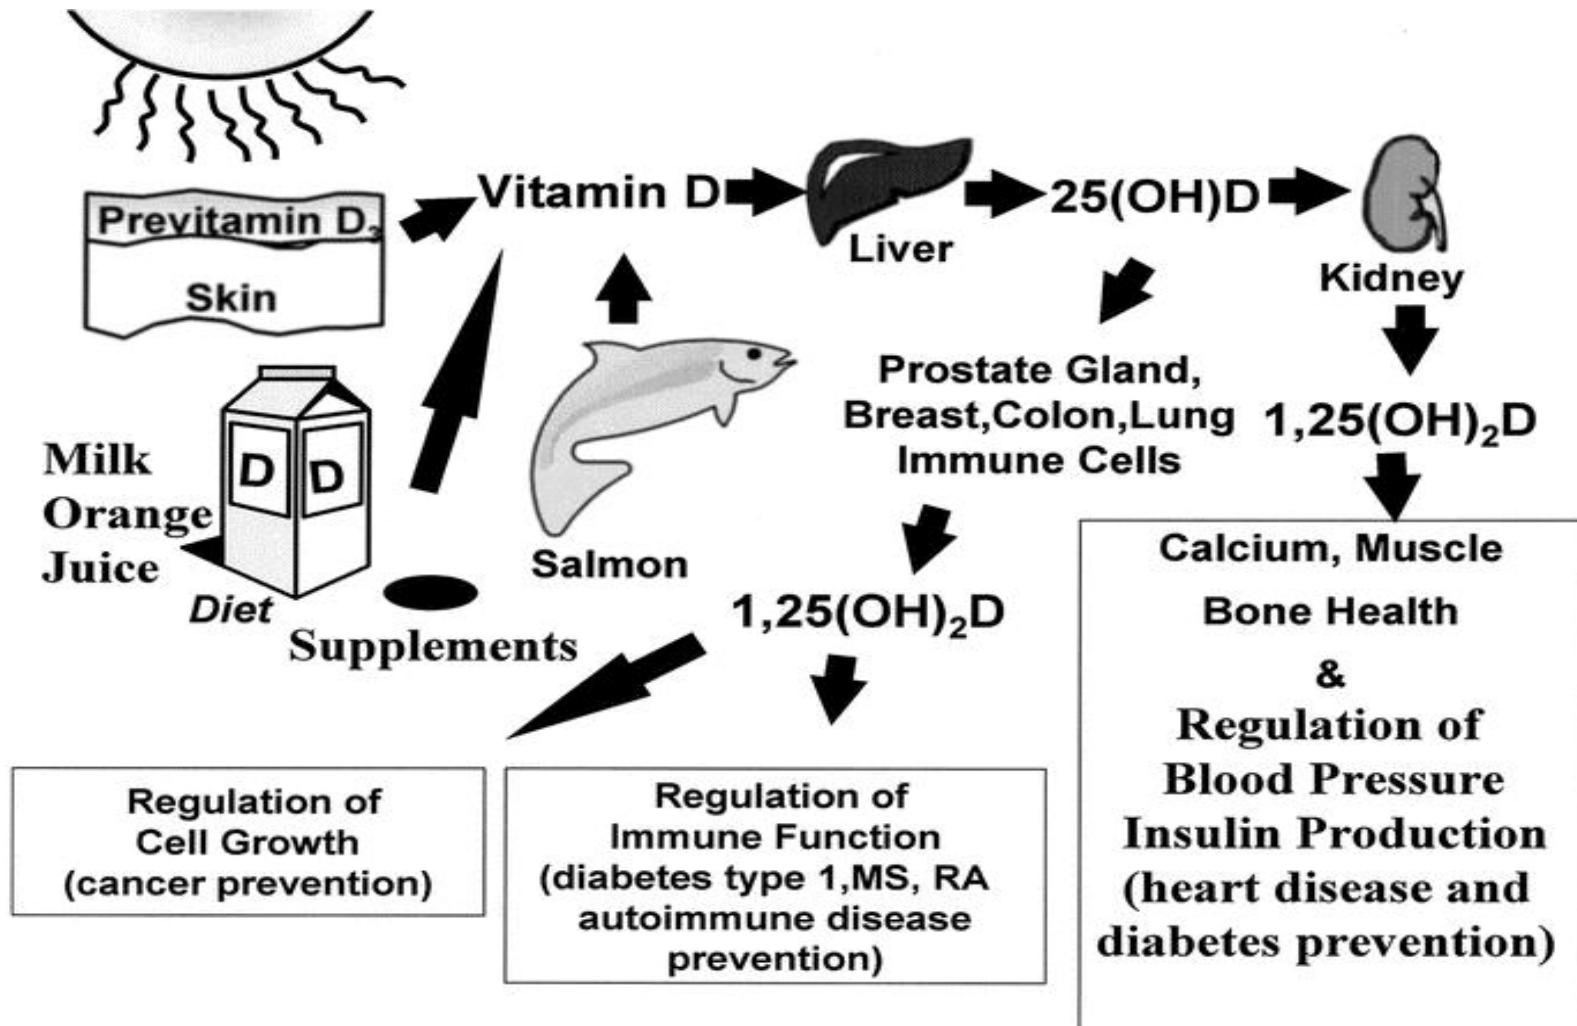 Previtamin D₃
Skin
Vitamin D
Liver
25(OH)D
Kidney
Milk
Orange
Juice
D D
Diet
Supplements
Salmon
Prostate Gland,
Breast,Colon,Lung
Immune Cells
1,25(OH)₂D
1,25(OH)₂D
Regulation of
Cell Growth
(cancer prevention)
Regulation of
Immune Function
(diabetes type 1,MS, RA
autoimmune disease
prevention)
Calcium, Muscle
Bone Health
&
Regulation of
Blood Pressure
Insulin Production
(heart disease and
diabetes prevention)